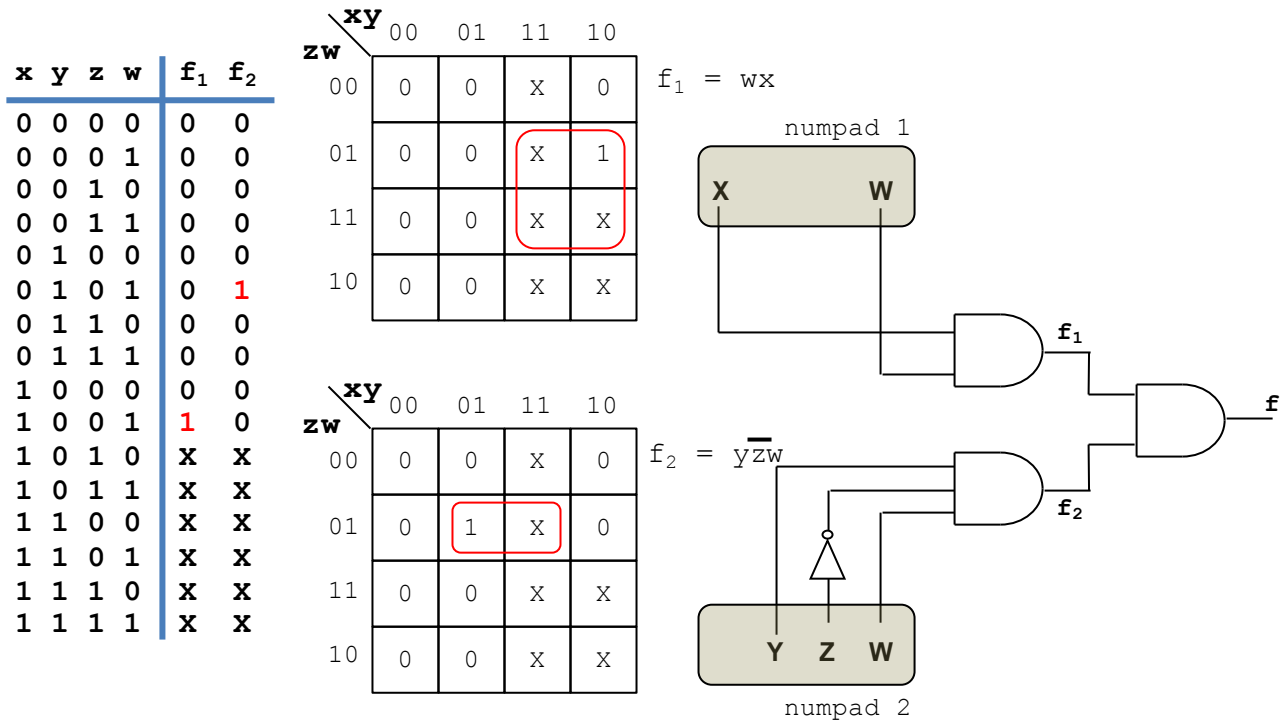 x y z w f₁ f₂
0 0 0 0 0 0
0 0 0 1 0 0
0 0 1 0 0 0
0 0 1 1 0 0
0 1 0 0 0 0
0 1 0 1 0 1
0 1 1 0 0 0
0 1 1 1 0 0
1 0 0 0 0 0
1 0 0 1 1 0
1 0 1 0 X X
1 0 1 1 X X
1 1 0 0 X X
1 1 0 1 X X
1 1 1 0 X X
1 1 1 1 X X
xy
zw
00 01 11 10
00 0 0 X 0
01 0 0 X 1
11 0 0 X X
10 0 0 X X
f₁ = wx
xy
zw
00 01 11 10
00 0 0 X 0
01 0 1 X 0
11 0 0 X X
10 0 0 X X
f₂ = yz̅w
numpad 1
X W
f₁
f
f₂
Y Z W
numpad 2